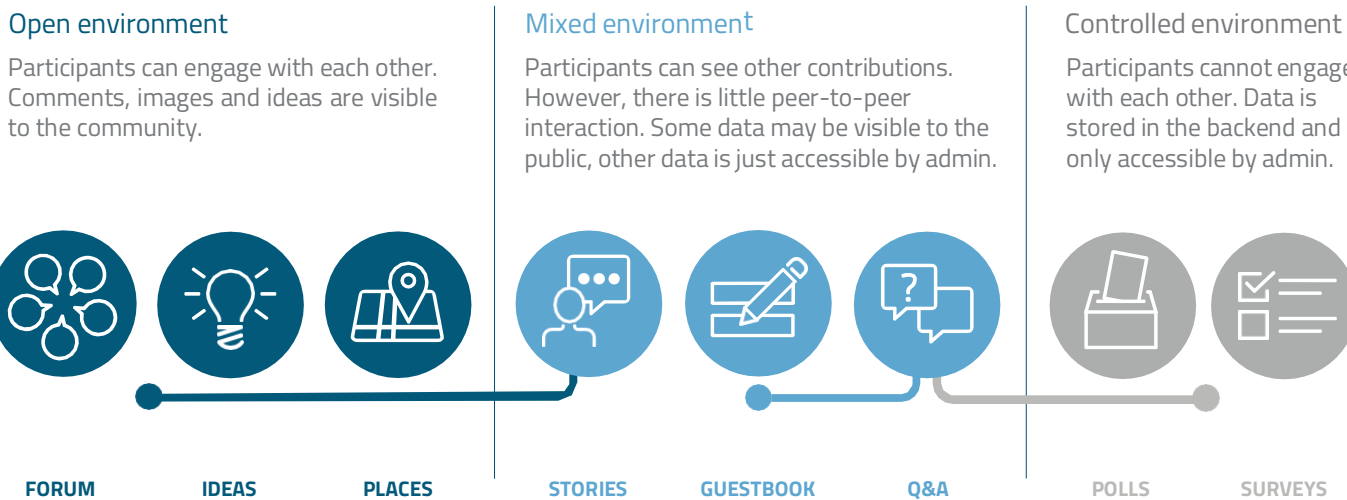 Open environment
Participants can engage with each other.
Comments, images and ideas are visible
to the community.
Mixed environment
Participants can see other contributions.
However, there is little peer-to-peer
interaction. Some data may be visible to the
public, other data is just accessible by admin.
Controlled environment
Participants cannot engage
with each other. Data is
stored in the backend and
only accessible by admin.
?
FORUM IDEAS PLACES STORIES GUESTBOOK Q&A POLLS SURVEYS